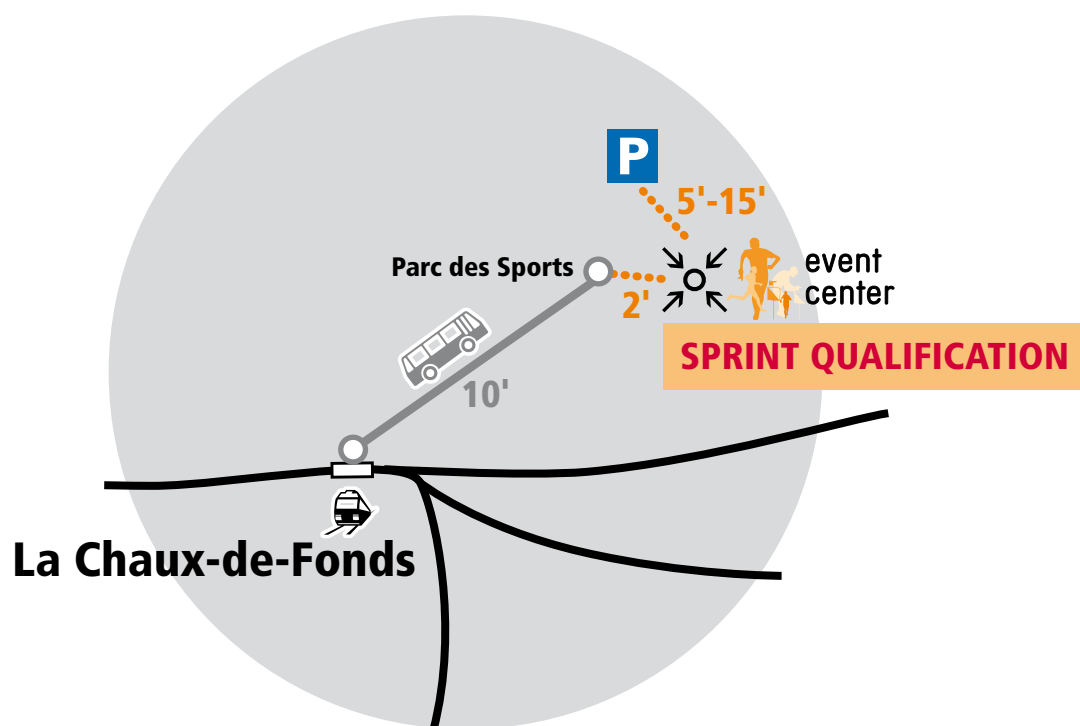 P
5'-15'
Parc des Sports
event
center
2'
SPRINT QUALIFICATION
10'
La Chaux-de-Fonds